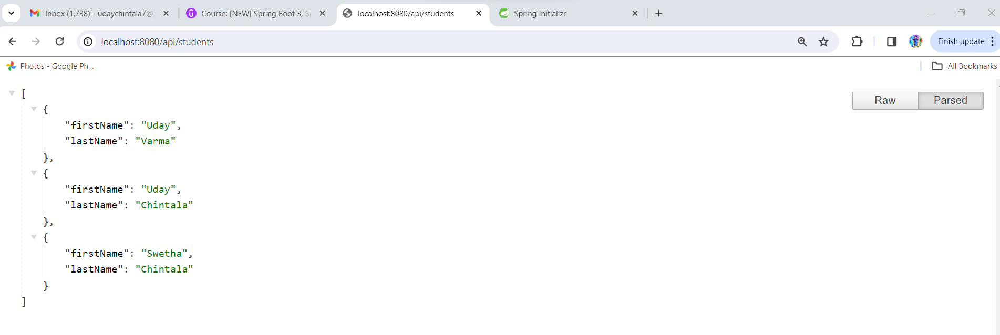 Inbox (1,738) - udaychintala7@
Course: [NEW] Spring Boot 3, S
localhost:8080/api/students
Spring Initializr
localhost:8080/api/students
Finish update
Photos - Google Ph...
All Bookmarks
Raw
Parsed
[
{
"firstName": "Uday",
"lastName": "Varma"
},
{
"firstName": "Uday",
"lastName": "Chintala"
},
{
"firstName": "Swetha",
"lastName": "Chintala"
}
]